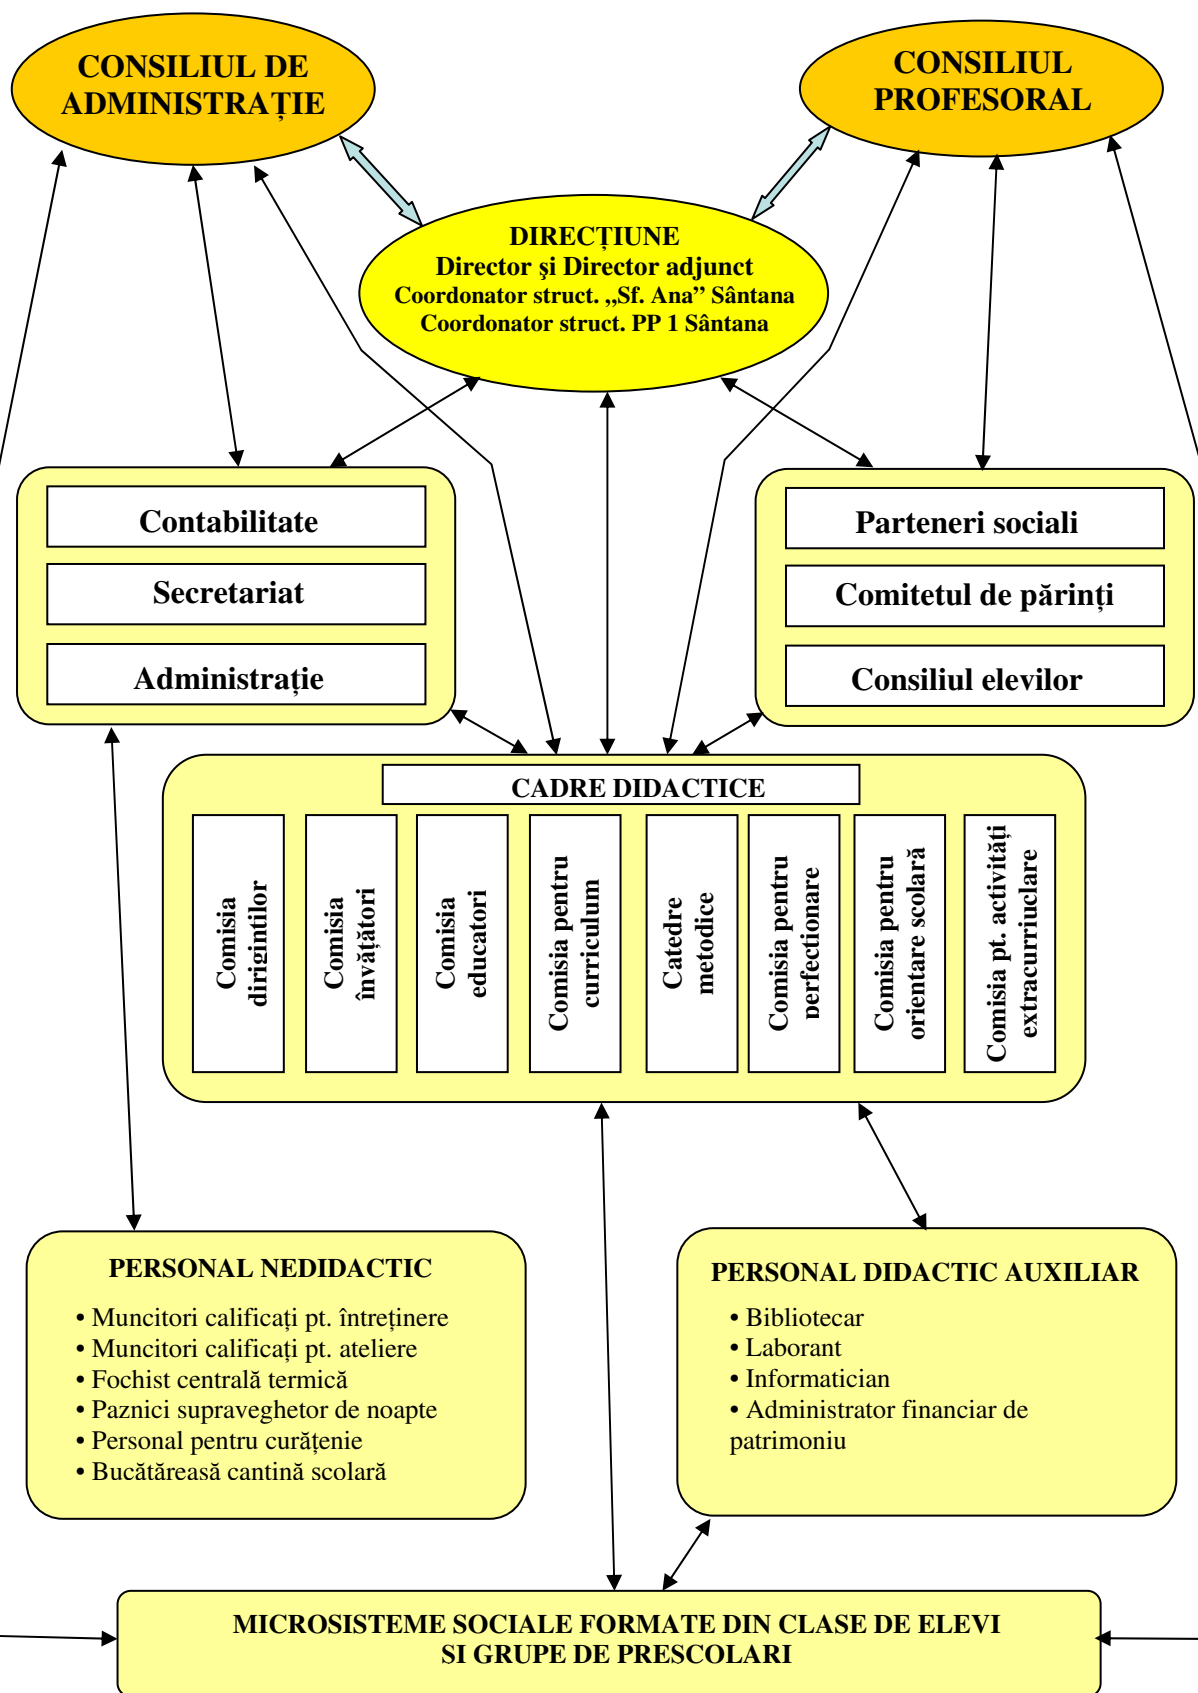 CONSILIUL DE
ADMINISTRAȚIE
CONSILIUL
PROFESORAL
DIRECȚIUNE
Director şi Director adjunct
Coordonator struct. „Sf. Ana” Sântana
Coordonator struct. PP 1 Sântana
Contabilitate
Secretariat
Administrație
Parteneri sociali
Comitetul de părinți
Consiliul elevilor
CADRE DIDACTICE
Comisia
dirigintilor
Comisia
învățători
Comisia
educatori
Comisia pentru
curriculum
Catedre
metodice
Comisia pentru
perfectionare
Comisia pentru
orientare scolară
Comisia pt. activități
extracurriuclare
PERSONAL NEDIDACTIC
• Muncitori calificați pt. întreținere
• Muncitori calificați pt. ateliere
• Fochist centrală termică
• Paznici supraveghetor de noapte
• Personal pentru curățenie
• Bucătăreasă cantină scolară
PERSONAL DIDACTIC AUXILIAR
• Bibliotecar
• Laborant
• Informatician
• Administrator financiar de
patrimoniu
MICROSISTEME SOCIALE FORMATE DIN CLASE DE ELEVI
SI GRUPE DE PRESCOLARI